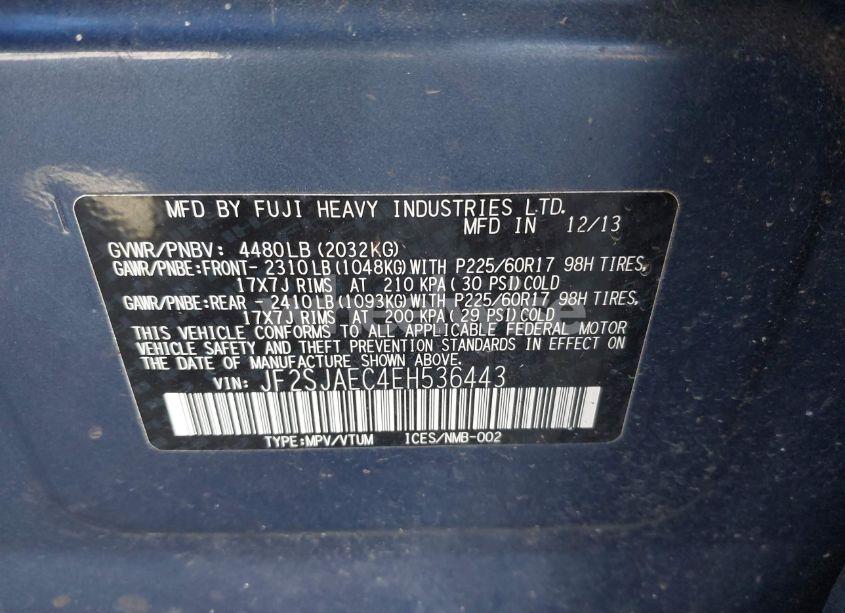 MFD BY FUJI HEAVY INDUSTRIES LTD.
MFD IN 12/13
GVWR/PNBV: 4480LB (2032KG)
GAWR/PNBE:FRONT- 2310LB (1048KG) WITH P225/60R17 98H TIRES,
17X7J RIMS AT 210 KPA ( 30 PSI) COLD
GAWR/PNBE:REAR - 2410LB (1093KG) WITH P225/60R17 98H TIRES,
17X7J RIMS AT 200 KPA ( 29 PSI) COLD
THIS VEHICLE CONFORMS TO ALL APPLICABLE FEDERAL MOTOR
VEHICLE SAFETY AND THEFT PREVENTION STANDARDS IN EFFECT ON
THE DATE OF MANUFACTURE SHOWN ABOVE.
VIN: JF2SJAEC4EH536443
TYPE:MPV/VTUM ICES/NMB-002